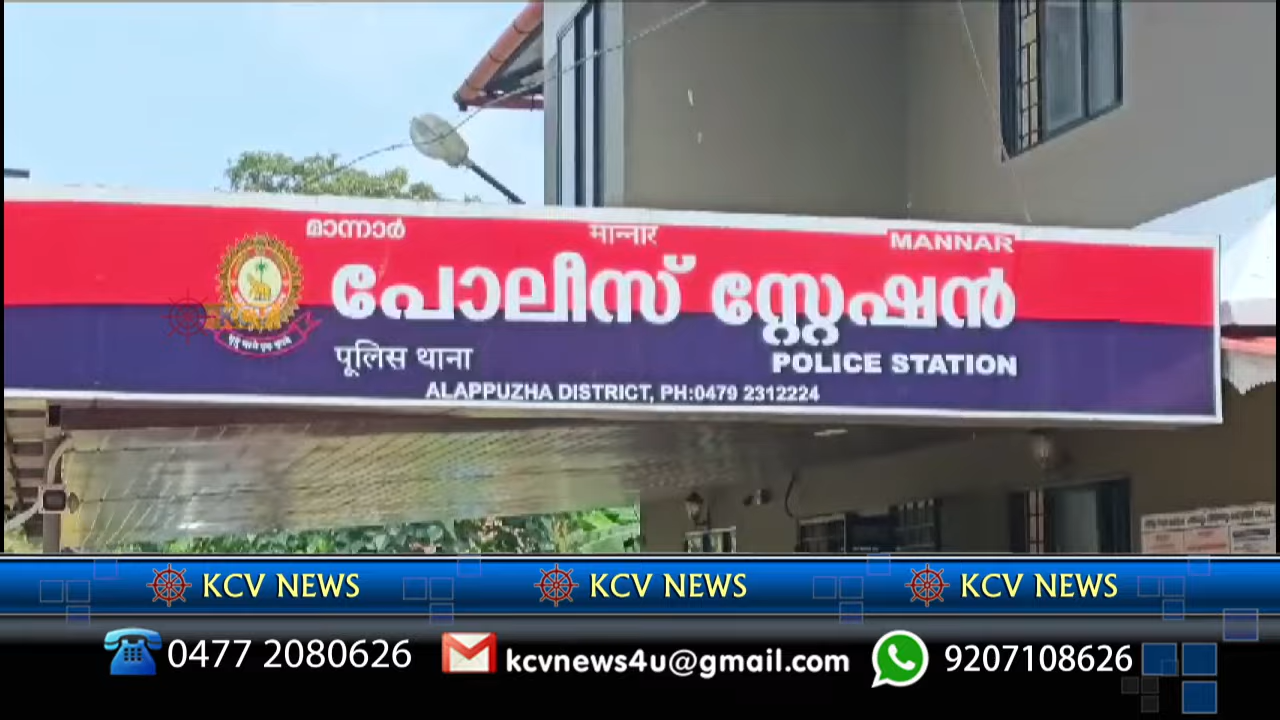 മാന്നാർ मान्नार MANNAR
പോലീസ് സ്റ്റേഷൻ
पूलिस थाना POLICE STATION
ALAPPUZHA DISTRICT, PH:0479 2312224
KCV NEWS KCV NEWS KCV NEWS
0477 2080626 kcvnews4u@gmail.com 9207108626